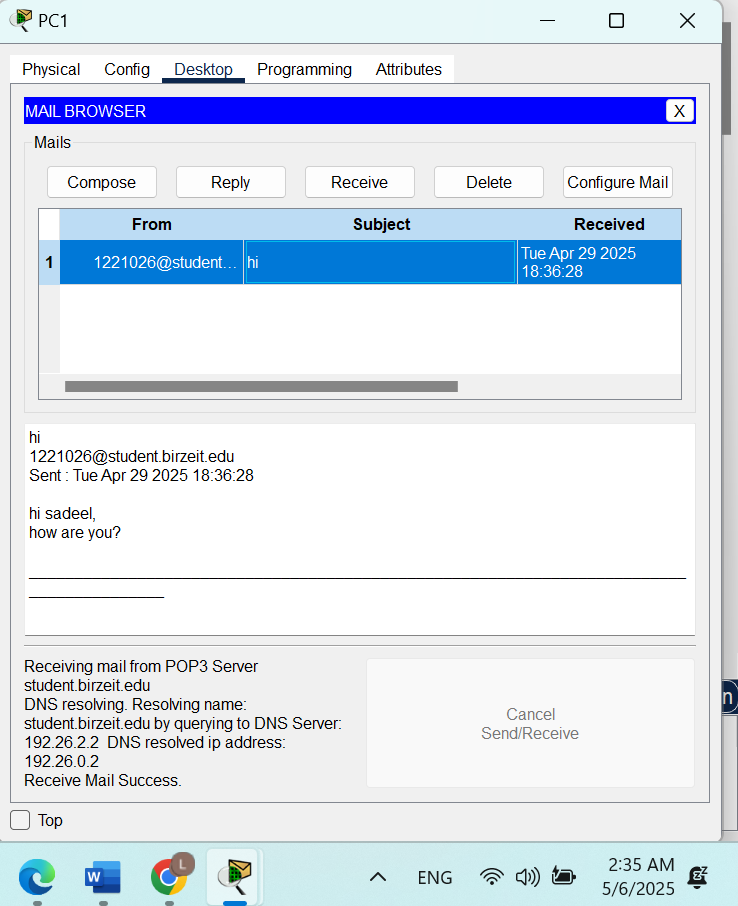 PC1
Physical Config Desktop Programming Attributes
MAIL BROWSER X
Mails
Compose Reply Receive Delete Configure Mail
From Subject Received
1 1221026@student... hi Tue Apr 29 2025
18:36:28
hi
1221026@student.birzeit.edu
Sent : Tue Apr 29 2025 18:36:28
hi sadeel,
how are you?
Receiving mail from POP3 Server
student.birzeit.edu
DNS resolving. Resolving name:
student.birzeit.edu by querying to DNS Server:
192.26.2.2  DNS resolved ip address:
192.26.0.2
Receive Mail Success.
Cancel
Send/Receive
n
Top
W
L
ENG
2:35 AM
5/6/2025